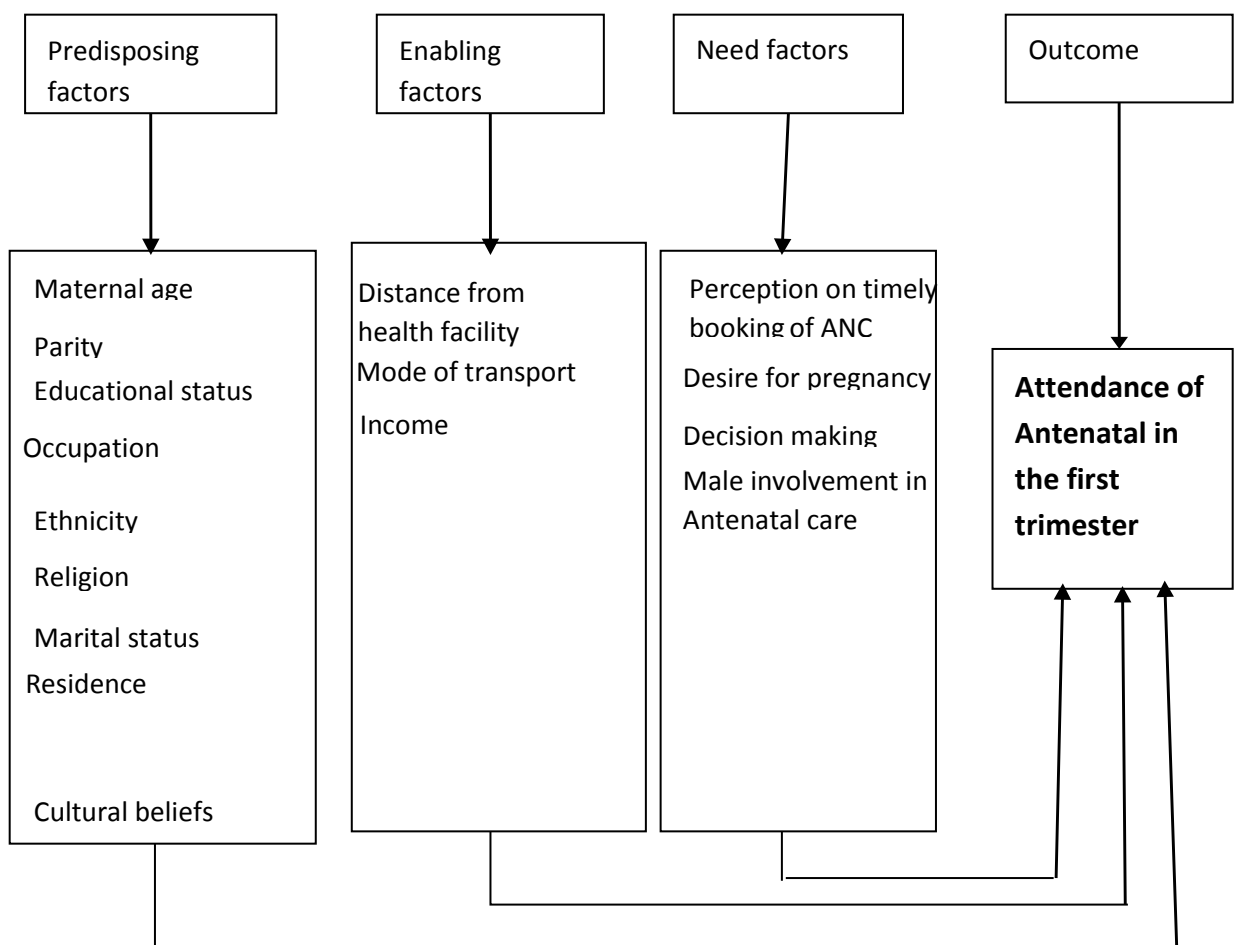 Predisposing
factors
Enabling
factors
Need factors
Outcome
Maternal age
Parity
Educational status
Occupation
Ethnicity
Religion
Marital status
Residence
Cultural beliefs
Distance from
health facility
Mode of transport
Income
Perception on timely
booking of ANC
Desire for pregnancy
Decision making
Male involvement in
Antenatal care
Attendance of
Antenatal in
the first
trimester